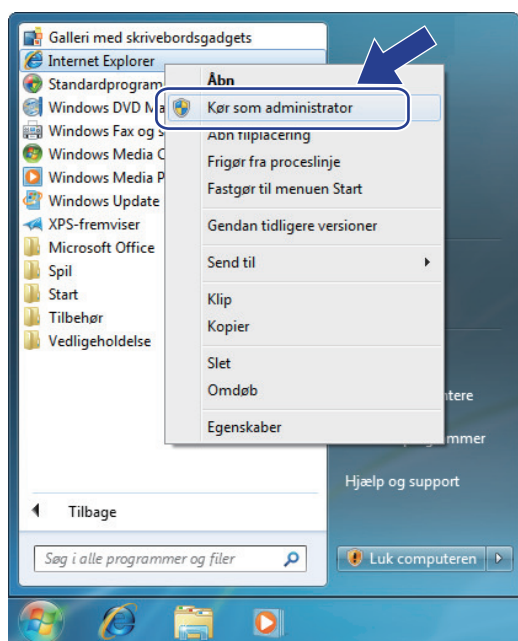 Galleri med skrivebordsgadgets
Internet Explorer
Standardprogram
Windows DVD Ma
Windows Fax og s
Windows Media C
Windows Media P
Windows Update
XPS-fremviser
Microsoft Office
Spil
Start
Tilbehør
Vedligeholdelse
Tilbage
Søg i alle programmer og filer
Åbn
Kør som administrator
Åbn filplacering
Frigør fra proceslinje
Fastgør til menuen Start
Gendan tidligere versioner
Send til
Klip
Kopier
Slet
Omdøb
Egenskaber
ntere
mmer
Hjælp og support
Luk computeren